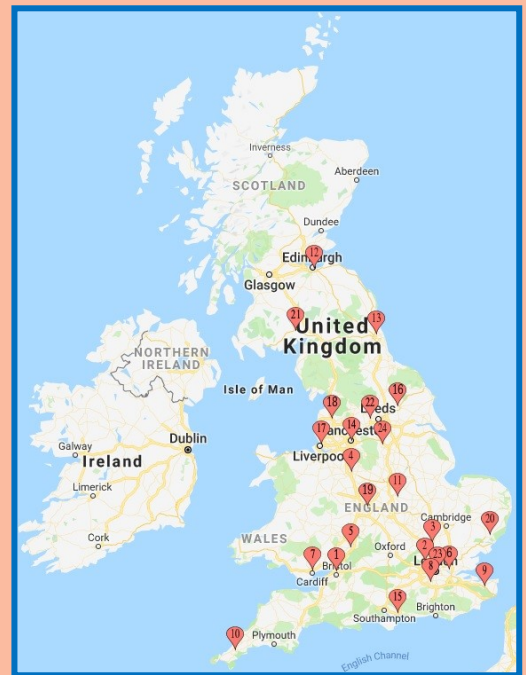 Inverness
Aberdeen
SCOTLAND
Dundee
12
Edinburgh
Glasgow
21
13
United
Kingdom
NORTHERN
IRELAND
Isle of Man
16
18
22
Leeds
17
14
24
Dublin
Galway
Ireland
Liverpool
4
Limerick
11
19
ENGLAND
20
Cambridge
Cork
WALES
5
3
Oxford
2
23
6
7
1
Bristol
8
9
Cardiff
15
Southampton
Brighton
10
Plymouth
English Channel